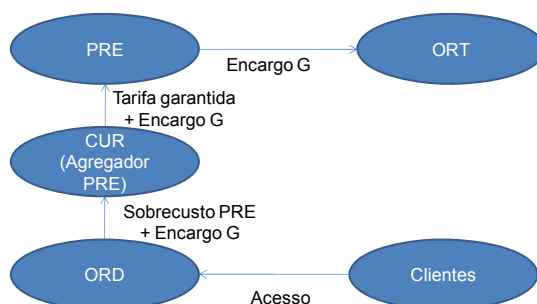 PRE
ORT
Encargo G
Tarifa garantida
+ Encargo G
CUR
(Agregador
PRE)
Sobrecusto PRE
+ Encargo G
ORD
Clientes
Acesso